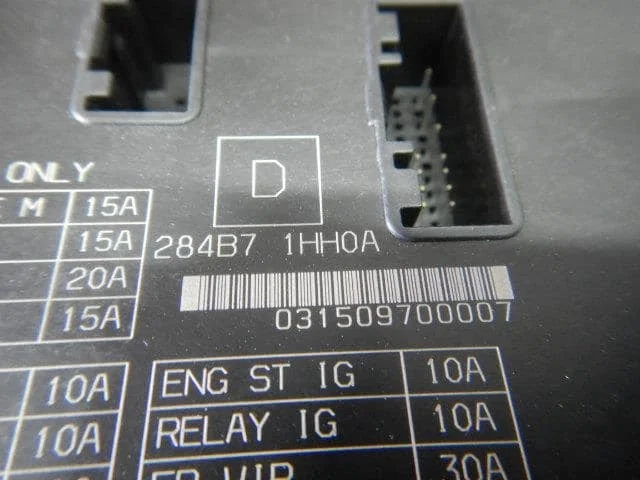 ONLY
D
M 15A
15A
20A
15A
284B7 1HH0A
031509700007
10A
10A
ENG ST IG 10A
RELAY IG 10A
30A